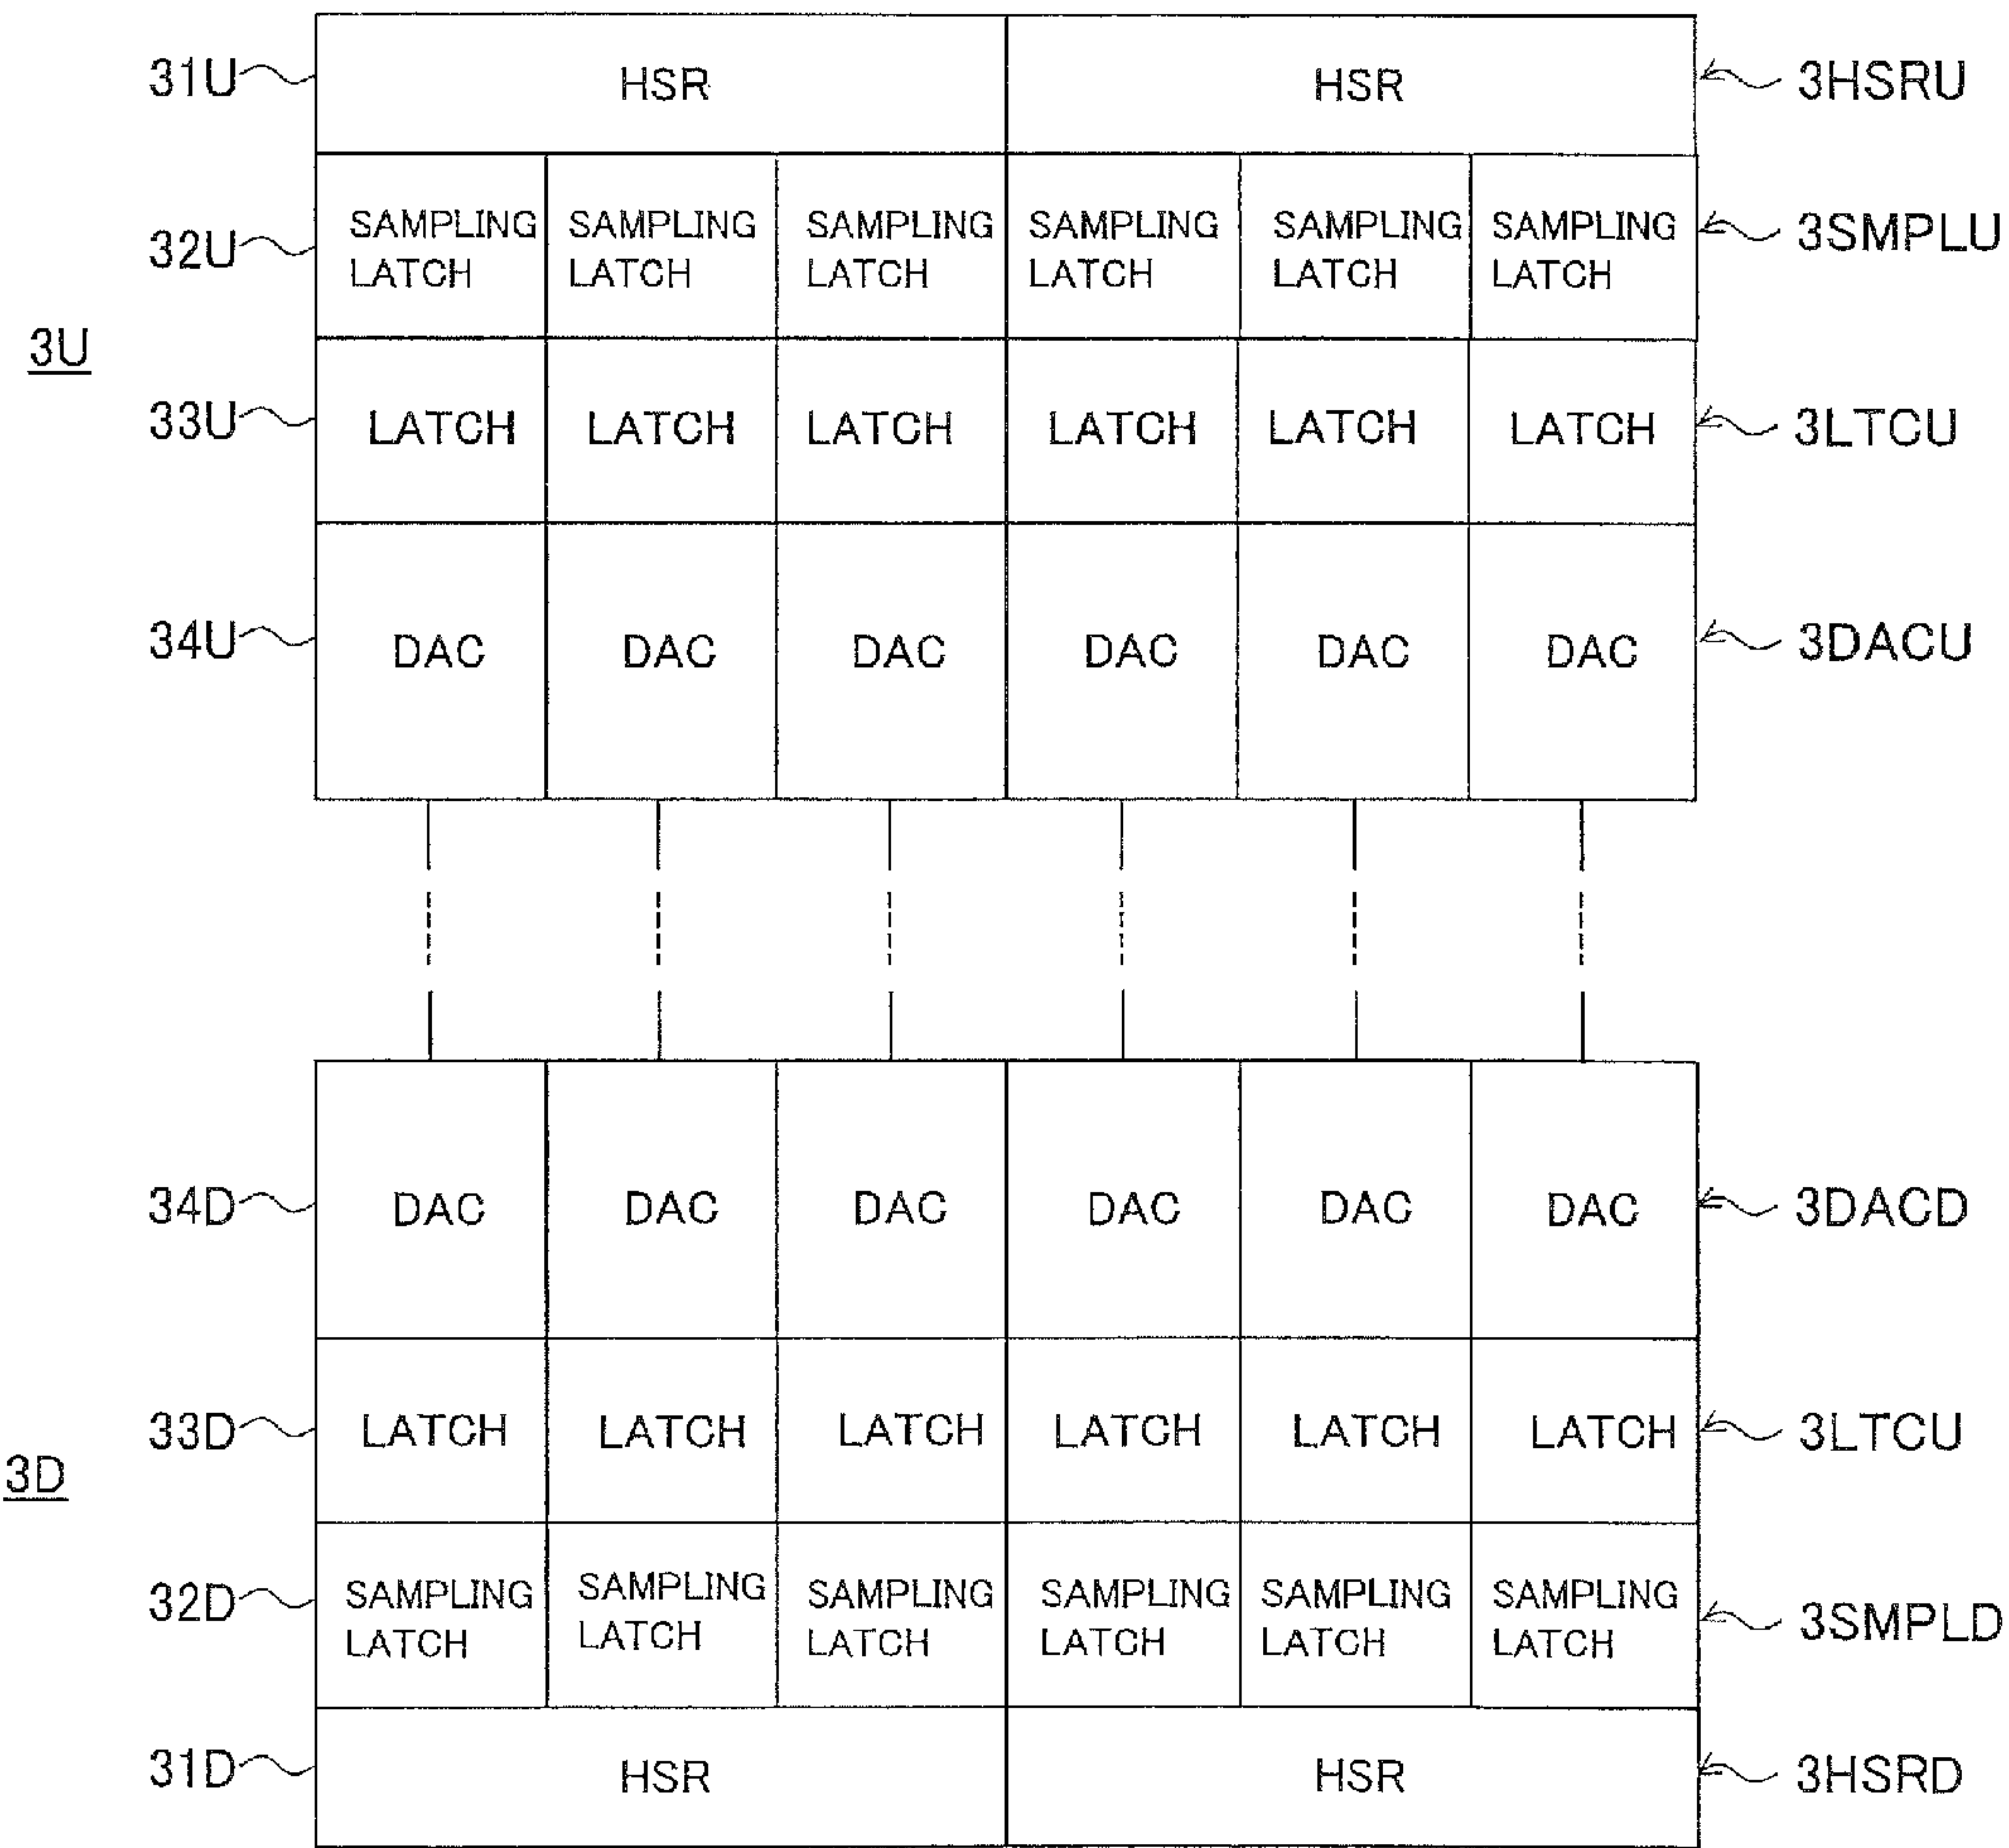 31U HSR HSR 3HSRU
32U SAMPLING SAMPLING SAMPLING SAMPLING SAMPLING SAMPLING 3SMPLU
LATCH LATCH LATCH LATCH LATCH LATCH
3U
33U LATCH LATCH LATCH LATCH LATCH LATCH 3LTCU
34U DAC DAC DAC DAC DAC DAC 3DACU
34D DAC DAC DAC DAC DAC DAC 3DACD
33D LATCH LATCH LATCH LATCH LATCH LATCH 3LTCU
3D
32D SAMPLING SAMPLING SAMPLING SAMPLING SAMPLING SAMPLING 3SMPLD
LATCH LATCH LATCH LATCH LATCH LATCH
31D HSR HSR 3HSRD